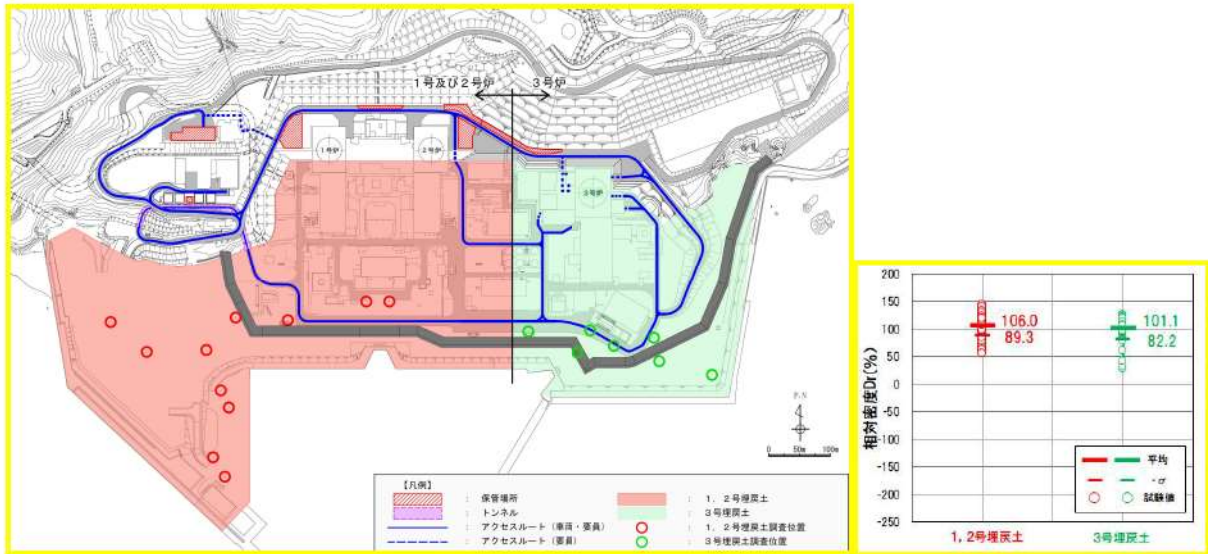 1号及び2号炉
3号炉
1号炉
2号炉
3号炉
P.N
0 50m 100m
【凡例】
: 保管場所
: トンネル
: アクセスルート（車両・要員）
: アクセスルート（要員）
: 1，2号埋戻土
: 3号埋戻土
: 1，2号埋戻土調査位置
: 3号埋戻土調査位置
相対密度Dr(%)
200
150
100
50
0
-50
-100
-150
-200
-250
106.0
89.3
101.1
82.2
平均
-σ
試験値
1,2号埋戻土
3号埋戻土